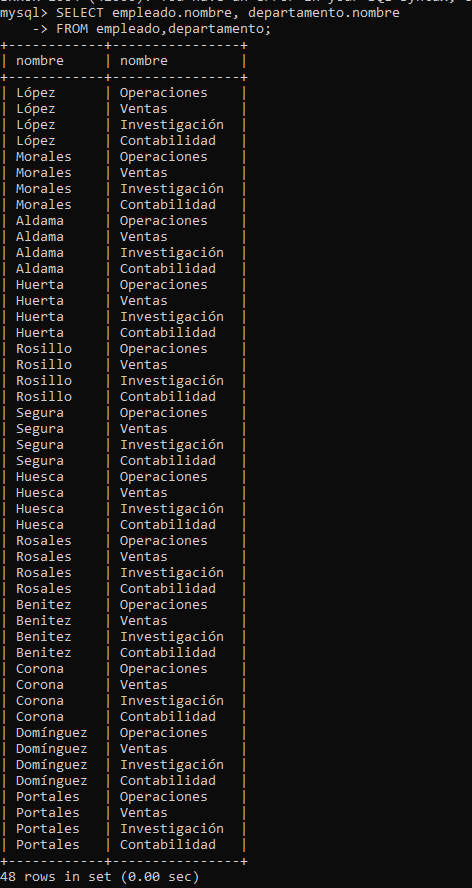 mysql> SELECT empleado.nombre, departamento.nombre
-> FROM empleado,departamento;
+------------+----------------+
| nombre | nombre |
+------------+----------------+
| López | Operaciones |
| López | Ventas |
| López | Investigación |
| López | Contabilidad |
| Morales | Operaciones |
| Morales | Ventas |
| Morales | Investigación |
| Morales | Contabilidad |
| Aldama | Operaciones |
| Aldama | Ventas |
| Aldama | Investigación |
| Aldama | Contabilidad |
| Huerta | Operaciones |
| Huerta | Ventas |
| Huerta | Investigación |
| Huerta | Contabilidad |
| Rosillo | Operaciones |
| Rosillo | Ventas |
| Rosillo | Investigación |
| Rosillo | Contabilidad |
| Segura | Operaciones |
| Segura | Ventas |
| Segura | Investigación |
| Segura | Contabilidad |
| Huesca | Operaciones |
| Huesca | Ventas |
| Huesca | Investigación |
| Huesca | Contabilidad |
| Rosales | Operaciones |
| Rosales | Ventas |
| Rosales | Investigación |
| Rosales | Contabilidad |
| Benitez | Operaciones |
| Benitez | Ventas |
| Benitez | Investigación |
| Benitez | Contabilidad |
| Corona | Operaciones |
| Corona | Ventas |
| Corona | Investigación |
| Corona | Contabilidad |
| Domínguez | Operaciones |
| Domínguez | Ventas |
| Domínguez | Investigación |
| Domínguez | Contabilidad |
| Portales | Operaciones |
| Portales | Ventas |
| Portales | Investigación |
| Portales | Contabilidad |
+------------+----------------+
48 rows in set (0.00 sec)